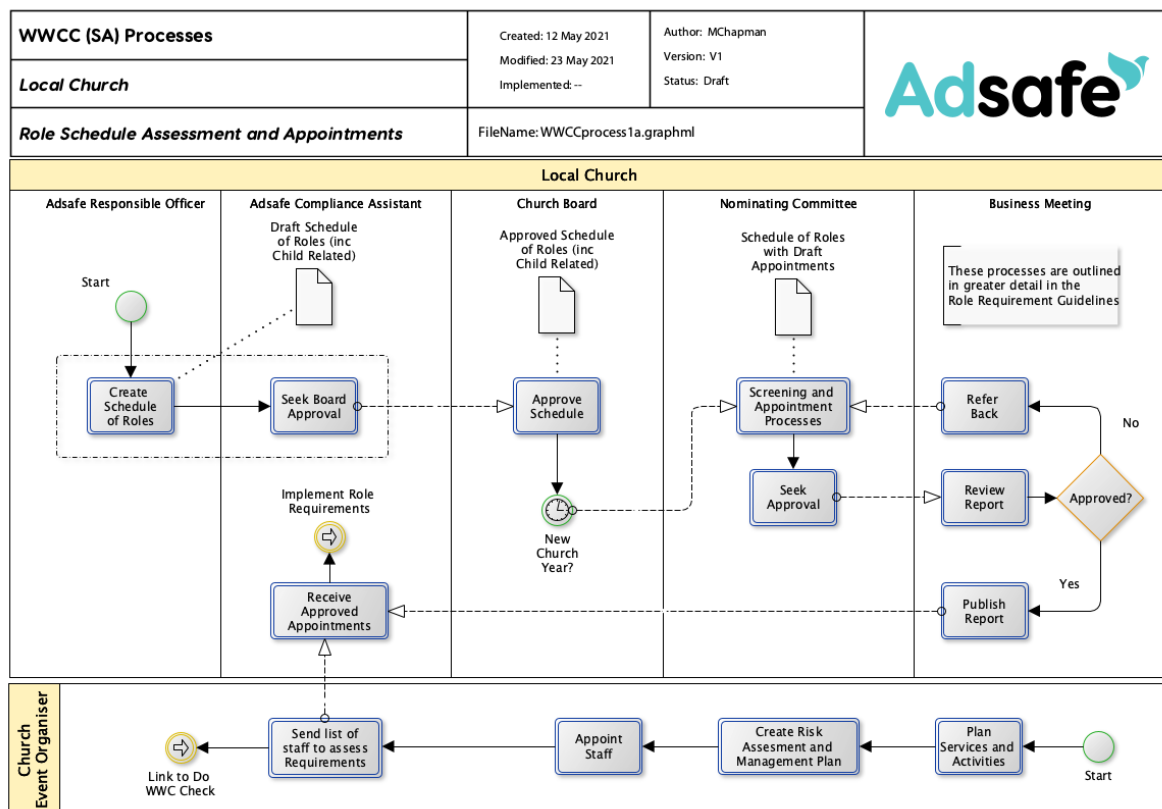 WWCC (SA) Processes
Local Church
Role Schedule Assessment and Appointments
Created: 12 May 2021
Modified: 23 May 2021
Implemented: --
Author: MChapman
Version: V1
Status: Draft
FileName: WWCCprocess1a.graphml
Adsafe
Local Church
Adsafe Responsible Officer
Adsafe Compliance Assistant
Church Board
Nominating Committee
Business Meeting
Draft Schedule
of Roles (inc
Child Related)
Approved Schedule
of Roles (inc
Child Related)
Schedule of Roles
with Draft
Appointments
These processes are outlined
in greater detail in the
Role Requirement Guidelines
Start
Create
Schedule
of Roles
Seek Board
Approval
Approve
Schedule
Screening and
Appointment
Processes
Refer
Back
No
Seek
Approval
Review
Report
Approved?
Implement Role
Requirements
New
Church
Year?
Yes
Receive
Approved
Appointments
Publish
Report
Church
Event Organiser
Link to Do
WWC Check
Send list of
staff to assess
Requirements
Appoint
Staff
Create Risk
Assesment and
Management Plan
Plan
Services and
Activities
Start